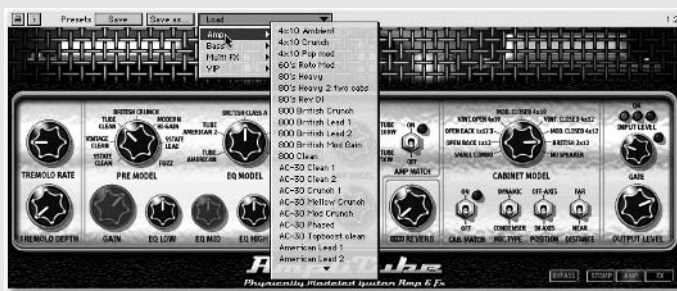 Presets Save Save as... Load
Amp
Bass
Multi FX
VIP
4x10 Ambient
4x10 Crunch
4x10 Pop mod
60's Roto Mod
80's Heavy
80's Heavy 2 two cabs
80's Rev DI
800 British Crunch
800 British Lead 1
800 British Lead 2
800 British Mod Gain
800 Clean
AC-30 Clean 1
AC-30 Clean 2
AC-30 Crunch 1
AC-30 Mellow Crunch
AC-30 Mod Crunch
AC-30 Phased
AC-30 Topboost clean
American Lead 1
American Lead 2
TREMOLO RATE
TREMOLO DEPTH
BRITISH CRUNCH
TUBE CLEAN
MODERN HI-GAIN
VINTAGE CLEAN
SSTATE LEAD
SSTATE CLEAN
FUZZ
PRE MODEL
BRITISH CLASS A
TUBE AMERICAN 2
TUBE AMERICAN
EQ MODEL
GAIN
EQ LOW
EQ MID
EQ HIGH
TUBE 100W
ON
TUBE 50W
OFF
AMP MATCH
REVERB
MOD. CLOSED 4x10
VINT. OPEN 4x10
VINT. CLOSED 4x12
OPEN BACK 1x12 2
MOD. CLOSED 4x12
OPEN BACK 1x12
BRITISH 2x12
SMALL COMBO
NO SPEAKER
CABINET MODEL
ON
OFF
CAB. MATCH
DYNAMIC
CONDENSER
MIC. TYPE
OFF-AXIS
IN-AXIS
POSITION
FAR
NEAR
DISTANCE
ON
INPUT LEVEL
GATE
OUTPUT LEVEL
AmpliTube
Physically Modeled Guitar Amp & Fx
BYPASS STOMP AMP FX